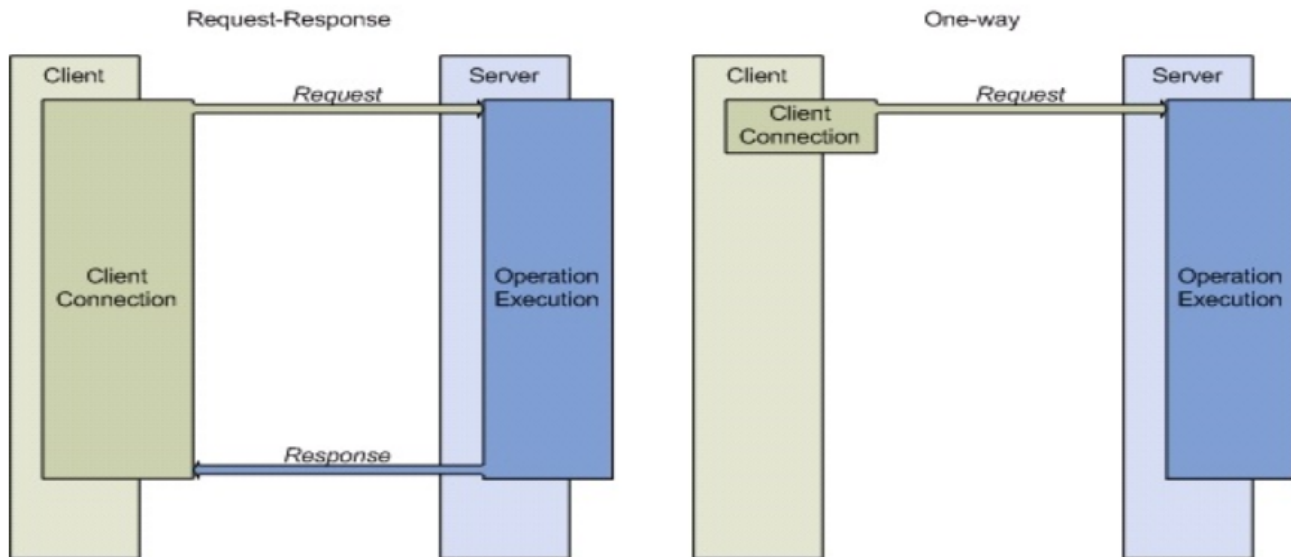 Request-Response
One-way
Client
Server
Request
Client
Connection
Operation
Execution
Response
Client
Server
Request
Client
Connection
Operation
Execution